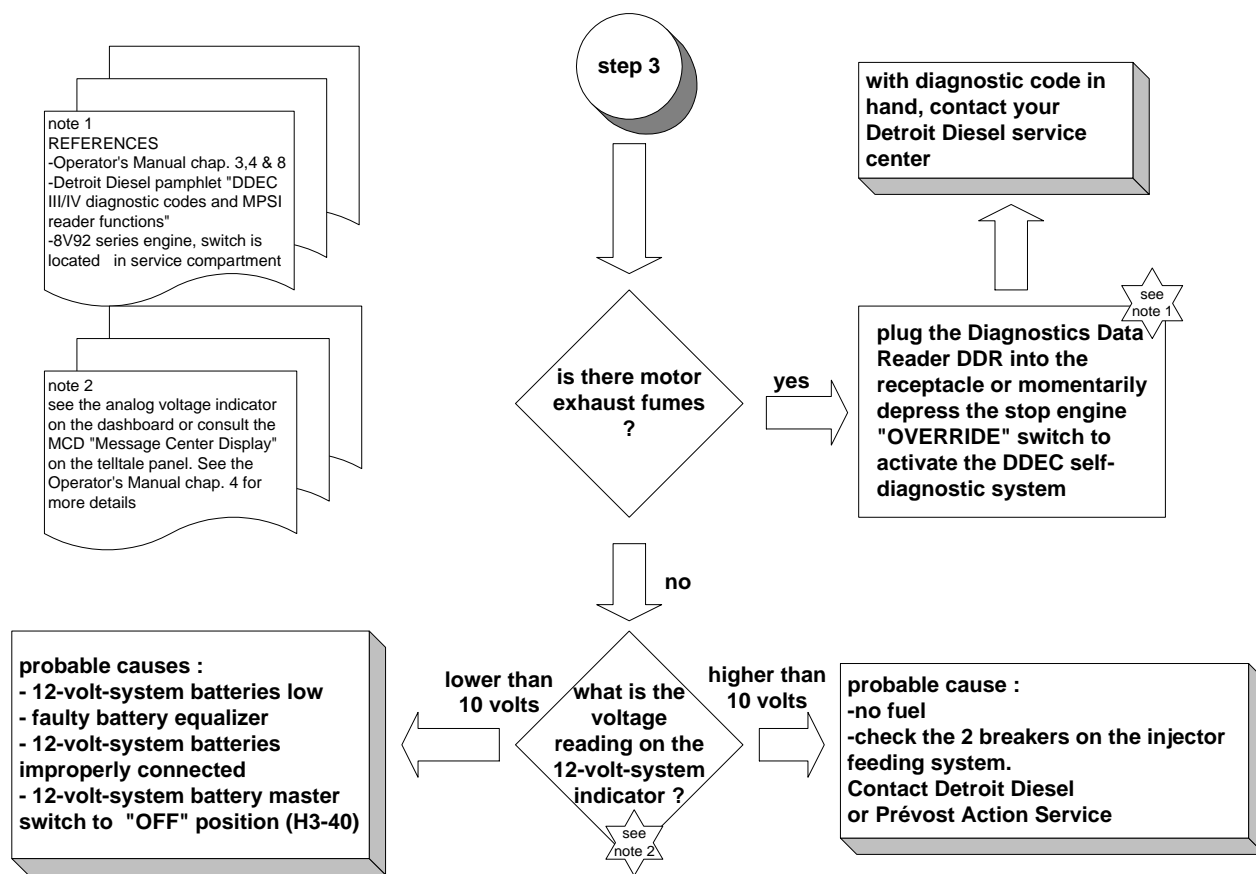 step 3
with diagnostic code in
hand, contact your
Detroit Diesel service
center
note 1
REFERENCES
-Operator's Manual chap. 3,4 & 8
-Detroit Diesel pamphlet "DDEC
III/IV diagnostic codes and MPSI
reader functions"
-8V92 series engine, switch is
located in service compartment
see
note 1
is there motor
exhaust fumes
?
yes
plug the Diagnostics Data
Reader DDR into the
receptacle or momentarily
depress the stop engine
"OVERRIDE" switch to
activate the DDEC self-
diagnostic system
note 2
see the analog voltage indicator
on the dashboard or consult the
MCD "Message Center Display"
on the telltale panel. See the
Operator's Manual chap. 4 for
more details
no
probable causes :
- 12-volt-system batteries low
- faulty battery equalizer
- 12-volt-system batteries
improperly connected
- 12-volt-system battery master
switch to "OFF" position (H3-40)
lower than
10 volts
what is the
voltage
reading on the
12-volt-system
indicator ?
see
note 2
higher than
10 volts
probable cause :
-no fuel
-check the 2 breakers on the injector
feeding system.
Contact Detroit Diesel
or Prévost Action Service